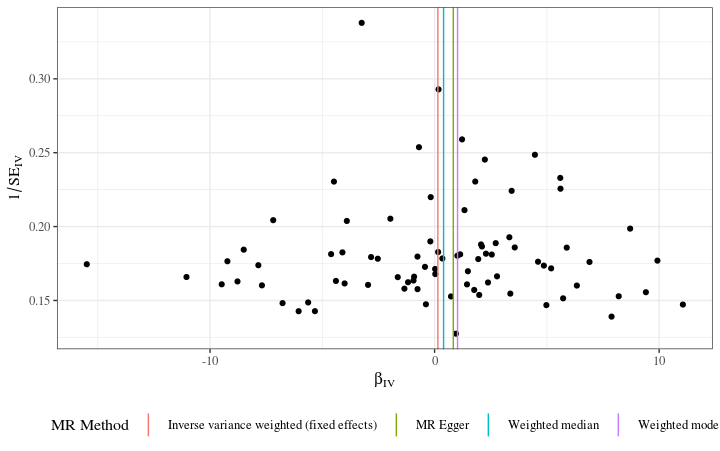 0.30
0.25
0.20
0.15
1/SE_IV
-10
0
10
β_IV
MR Method
Inverse variance weighted (fixed effects)
MR Egger
Weighted median
Weighted mode